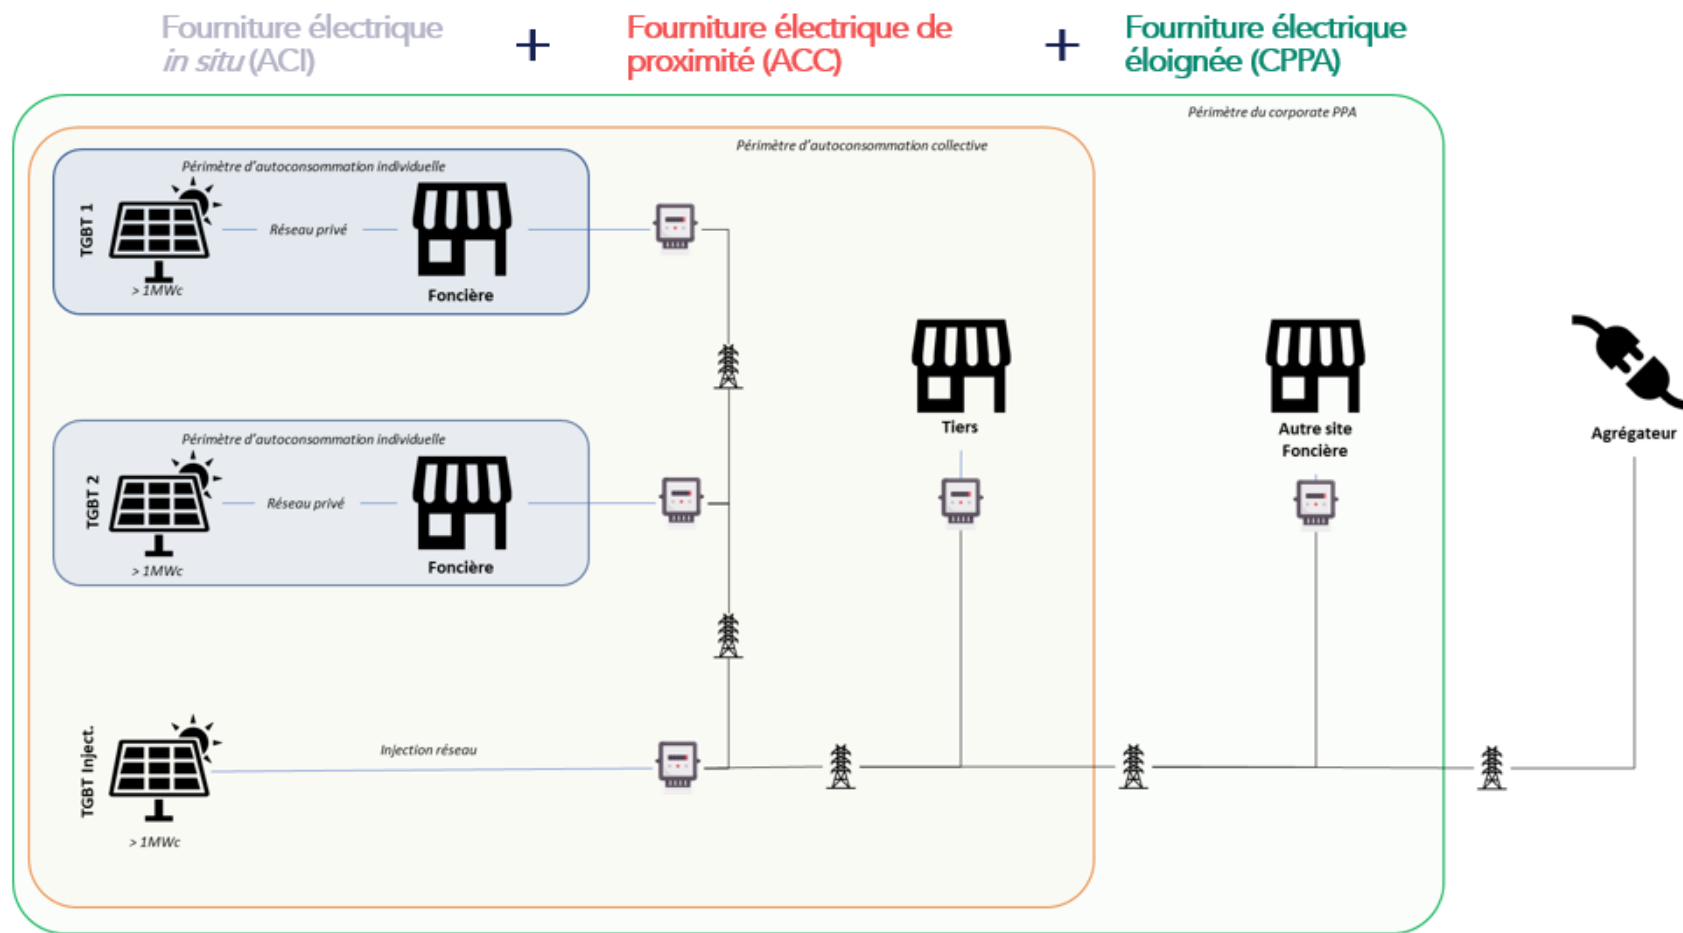 Fourniture électrique
in situ (ACI)
+
Fourniture électrique de
proximité (ACC)
+
Fourniture électrique
éloignée (CPPA)
Périmètre du corporate PPA
Périmètre d'autoconsommation collective
Périmètre d'autoconsommation individuelle
TGBT 1
Réseau privé
> 1MWc
Foncière
Périmètre d'autoconsommation individuelle
TGBT 2
Réseau privé
> 1MWc
Foncière
Tiers
Autre site
Foncière
Agrégateur
TGBT Inject.
Injection réseau
> 1MWc